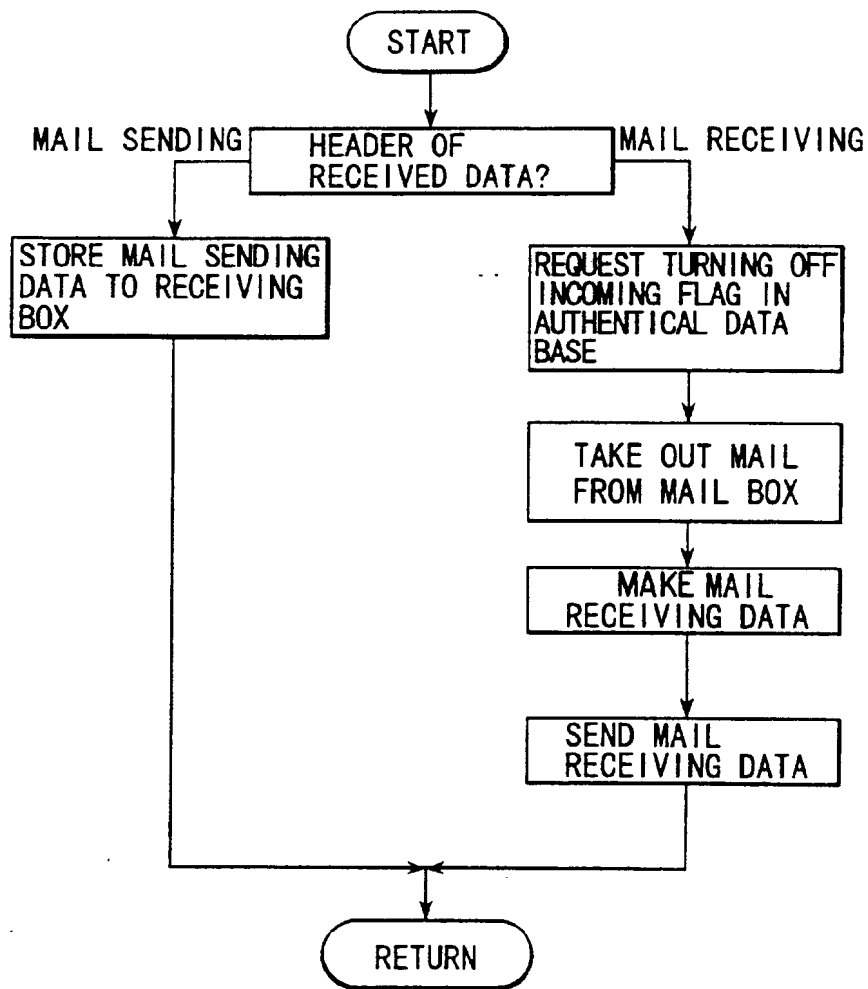 START
MAIL SENDING
HEADER OF
RECEIVED DATA?
MAIL RECEIVING
STORE MAIL SENDING
DATA TO RECEIVING
BOX
REQUEST TURNING OFF
INCOMING FLAG IN
AUTHENTICAL DATA
BASE
TAKE OUT MAIL
FROM MAIL BOX
MAKE MAIL
RECEIVING DATA
SEND MAIL
RECEIVING DATA
RETURN